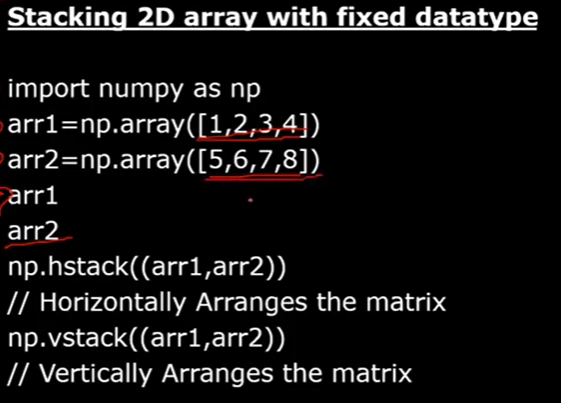 Stacking 2D array with fixed datatype
import numpy as np
arr1=np.array([1,2,3,4])
arr2=np.array([5,6,7,8])
arr1
arr2
np.hstack((arr1,arr2))
// Horizontally Arranges the matrix
np.vstack((arr1,arr2))
// Vertically Arranges the matrix